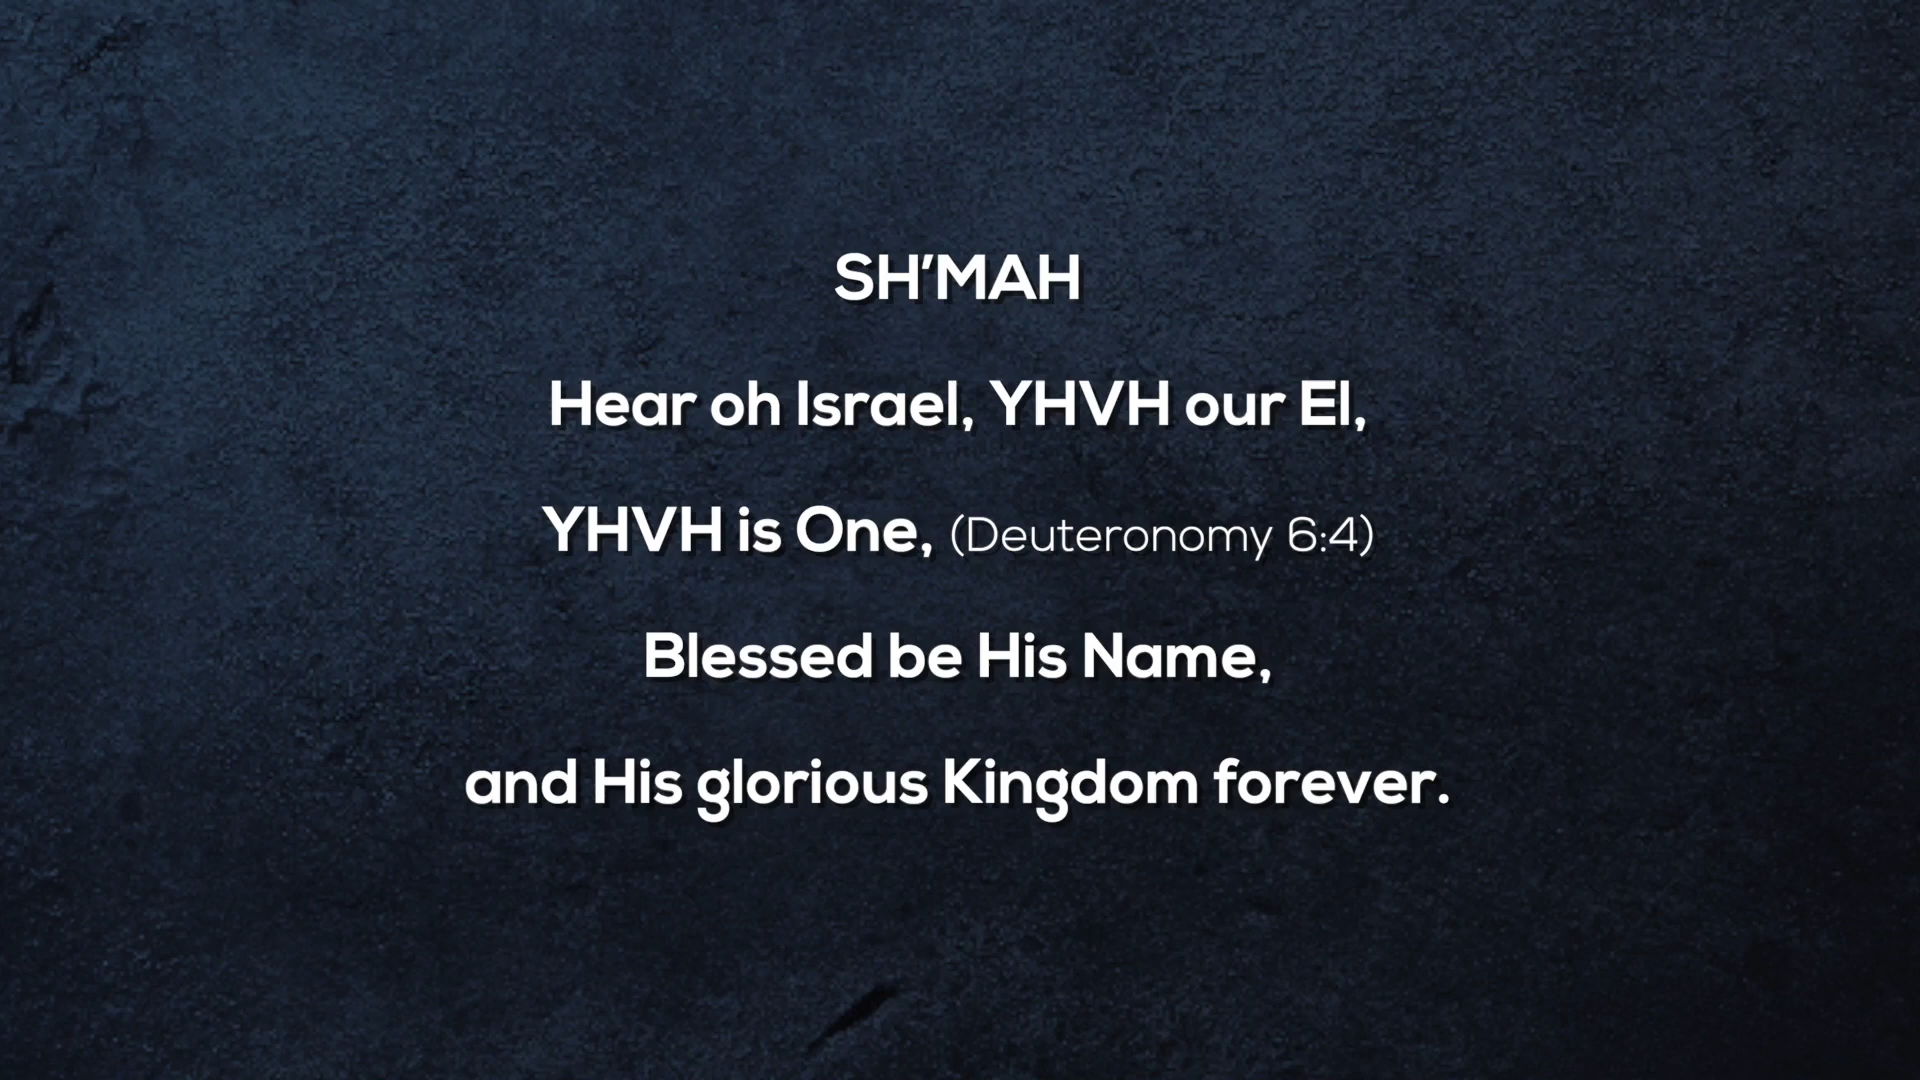 SH'MAH
Hear oh Israel, YHVH our El,
YHVH is One, (Deuteronomy 6:4)
Blessed be His Name,
and His glorious Kingdom forever.